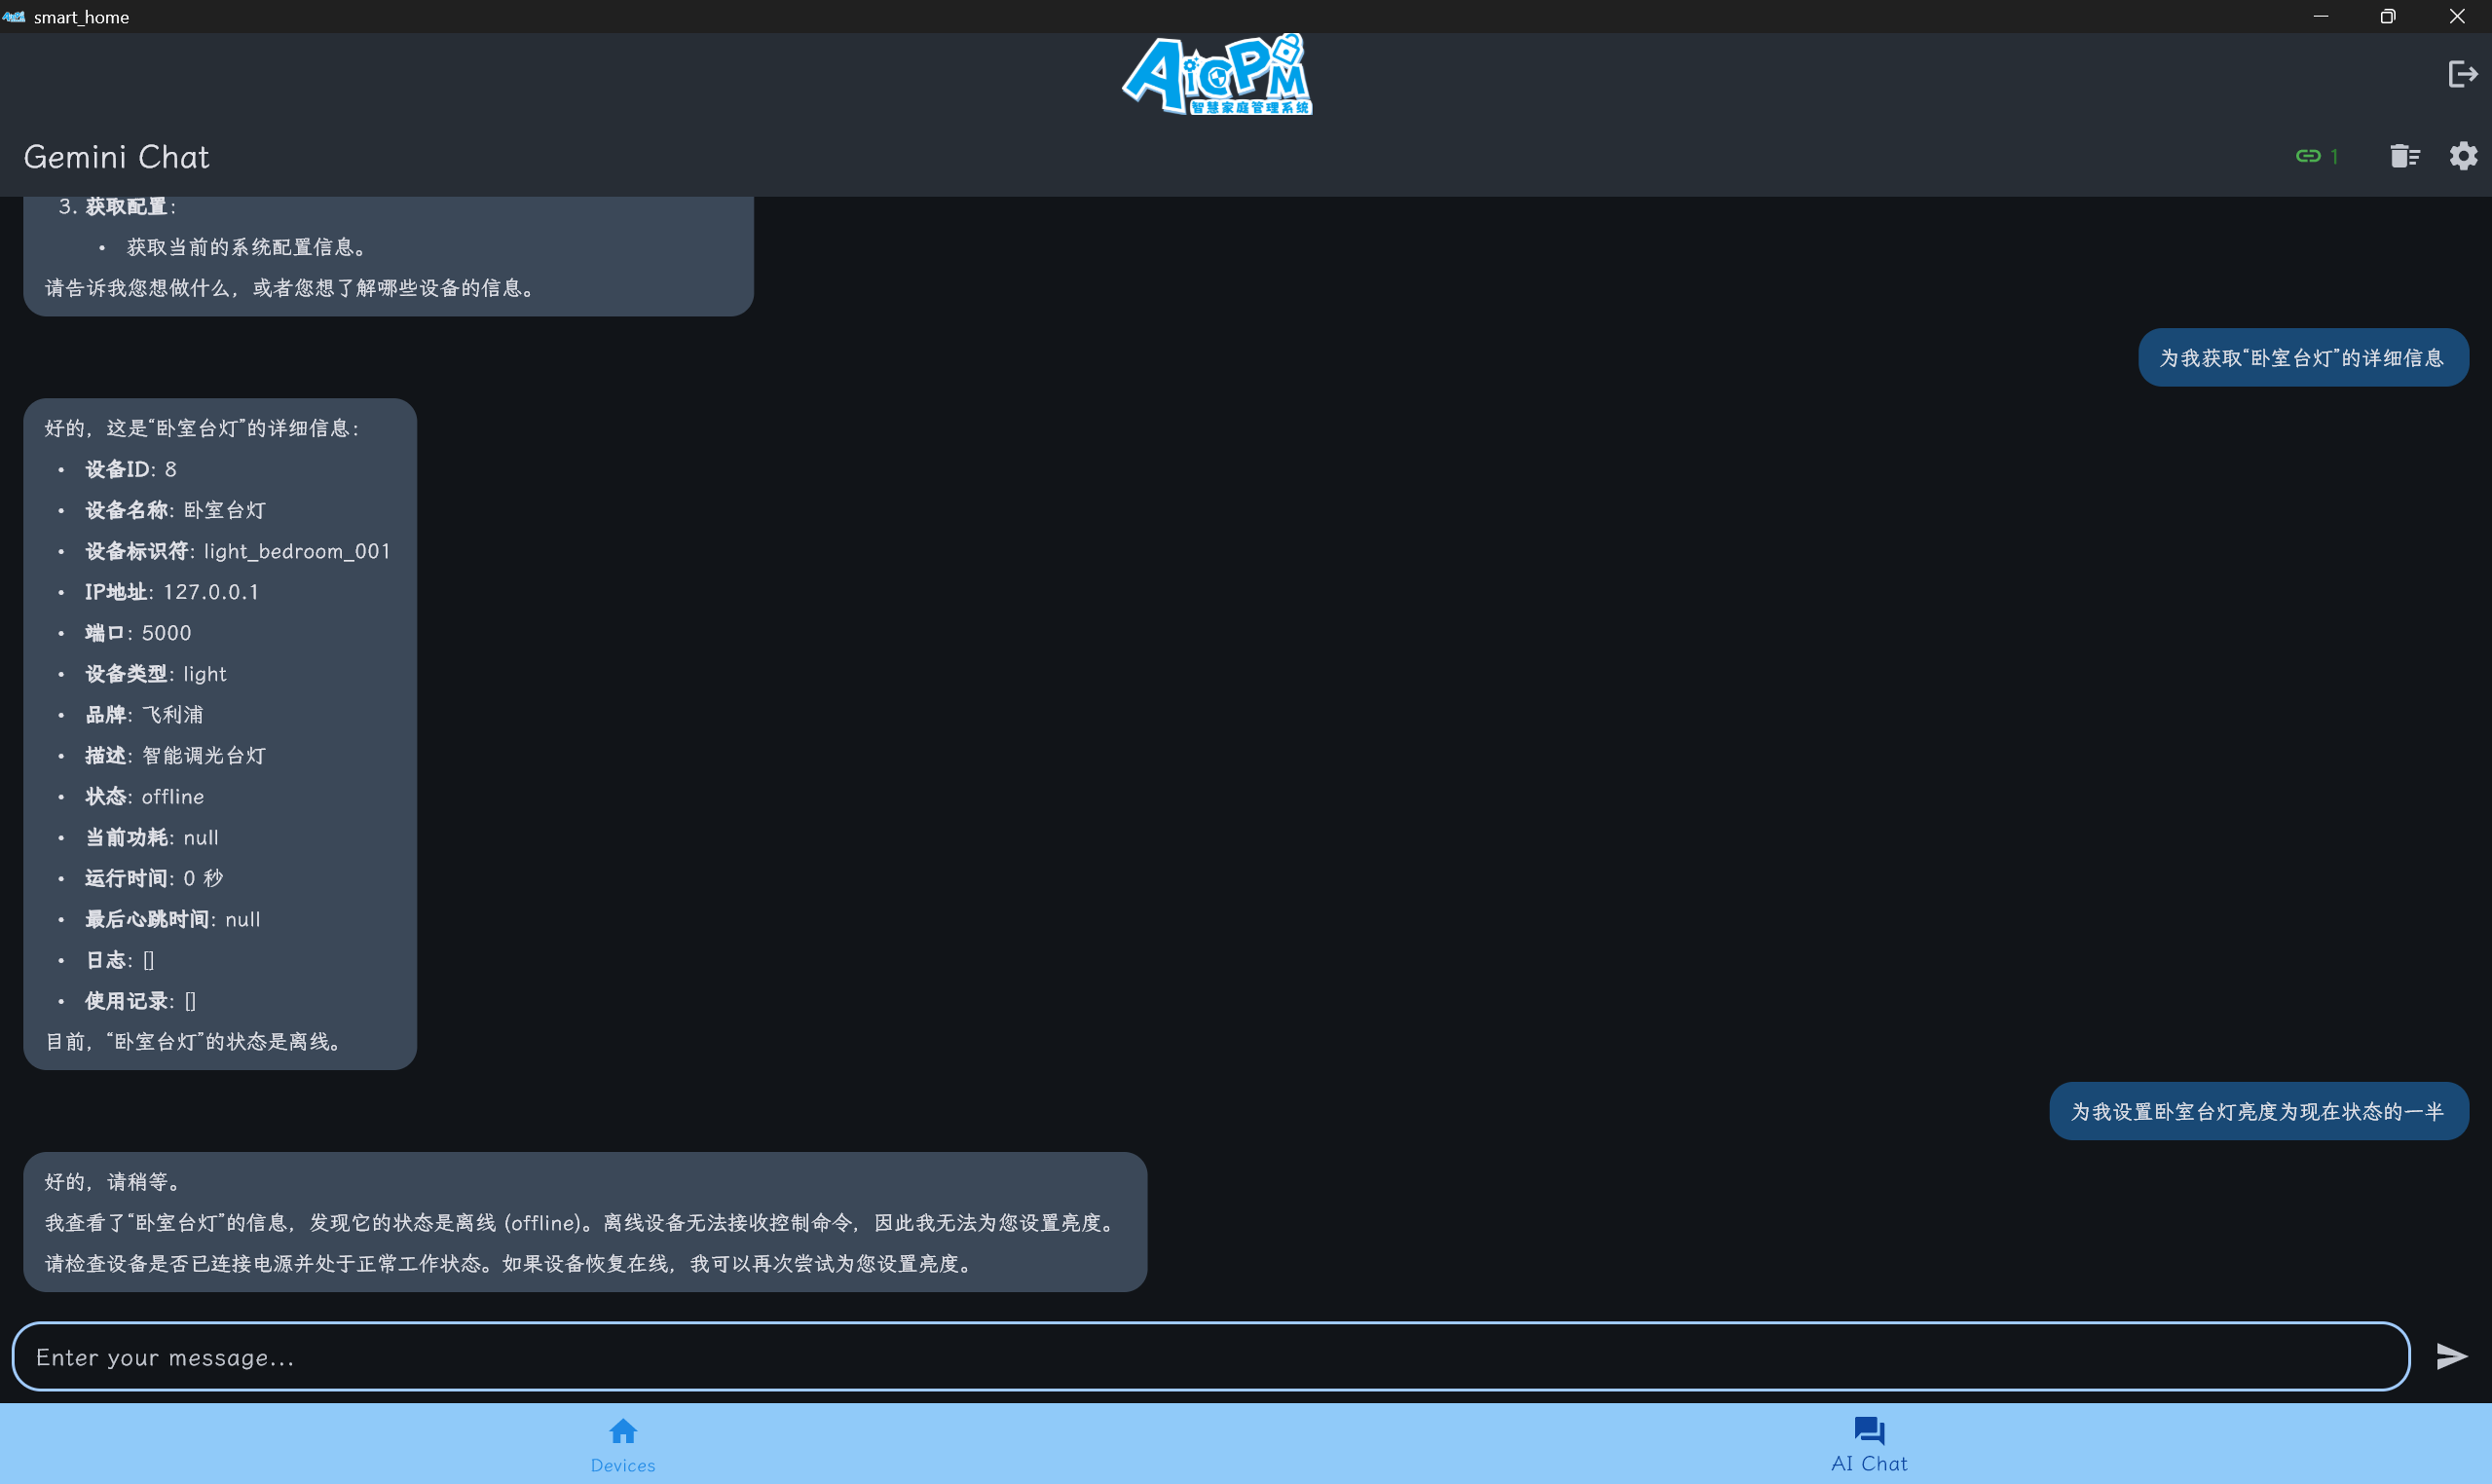 smart_home
AiCPM
智慧家庭管理系统
Gemini Chat
1
3. 获取配置:
• 获取当前的系统配置信息。
请告诉我您想做什么，或者您想了解哪些设备的信息。
为我获取“卧室台灯”的详细信息
好的，这是“卧室台灯”的详细信息：
• 设备ID: 8
• 设备名称: 卧室台灯
• 设备标识符: light_bedroom_001
• IP地址: 127.0.0.1
• 端口: 5000
• 设备类型: light
• 品牌: 飞利浦
• 描述: 智能调光台灯
• 状态: offline
• 当前功耗: null
• 运行时间: 0 秒
• 最后心跳时间: null
• 日志: []
• 使用记录: []
目前，“卧室台灯”的状态是离线。
为我设置卧室台灯亮度为现在状态的一半
好的，请稍等。
我查看了“卧室台灯”的信息，发现它的状态是离线 (offline)。离线设备无法接收控制命令，因此我无法为您设置亮度。
请检查设备是否已连接电源并处于正常工作状态。如果设备恢复在线，我可以再次尝试为您设置亮度。
Enter your message...
Devices
AI Chat